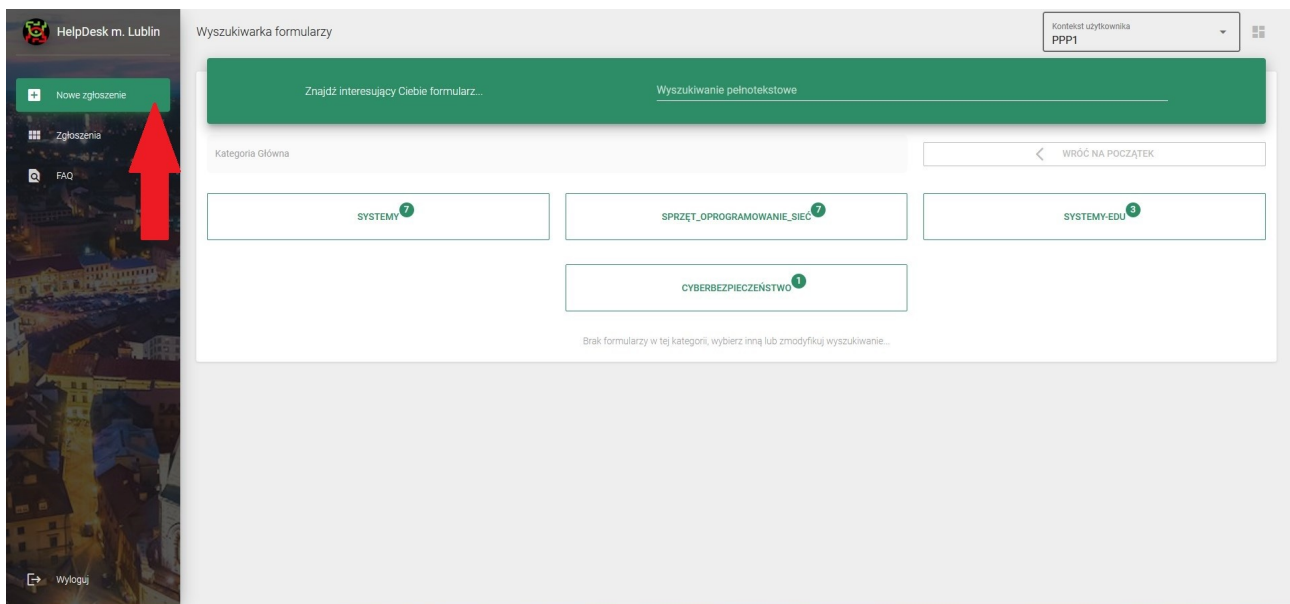 HelpDesk m. Lublin
Wyszukiwarka formularzy
Kontekst użytkownika
PPP1
Nowe zgłoszenie
Zgłoszenia
FAQ
Znajdź interesujący Ciebie formularz...
Wyszukiwanie pełnotekstowe
Kategoria Główna
WRÓĆ NA POCZĄTEK
SYSTEMY 7
SPRZĘT_OPROGRAMOWANIE_SIEĆ 7
SYSTEMY-EDU 3
CYBERBEZPIECZEŃSTWO 1
Brak formularzy w tej kategorii, wybierz inną lub zmodyfikuj wyszukiwanie...
Wyloguj